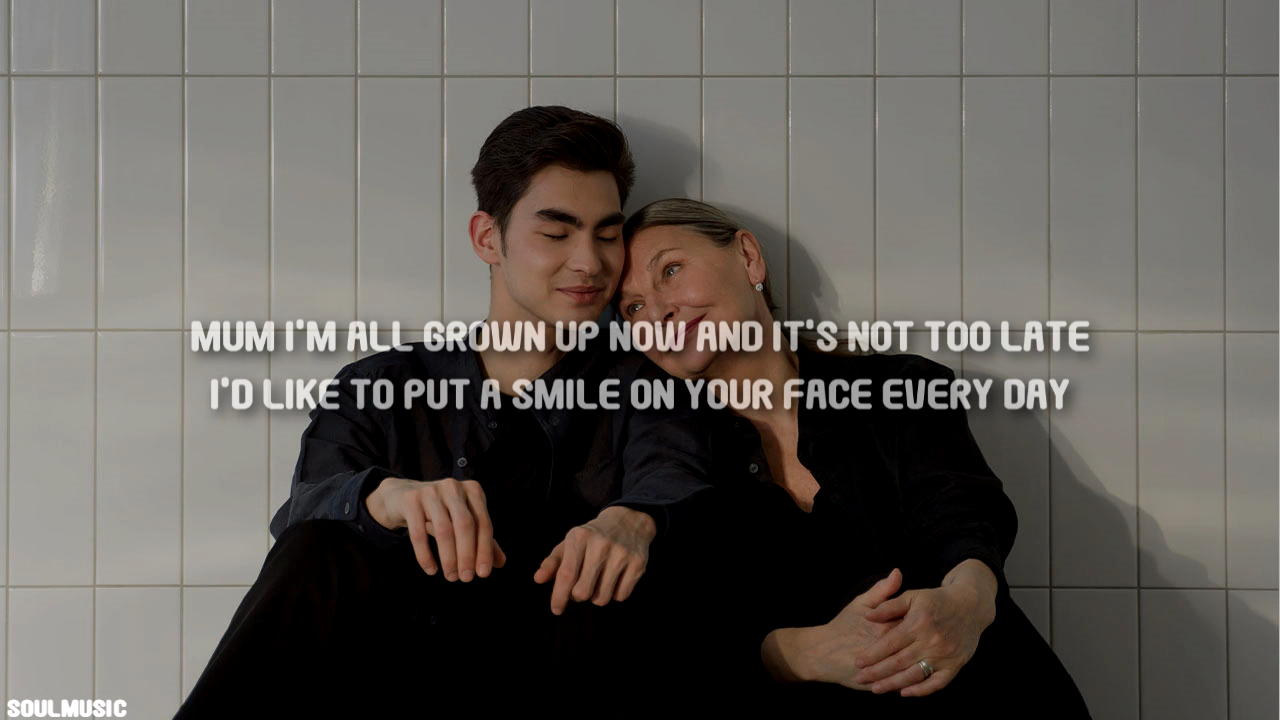 MUM I'M ALL GROWN UP NOW AND IT'S NOT TOO LATE
I'D LIKE TO PUT A SMILE ON YOUR FACE EVERY DAY
SOULMUSIC